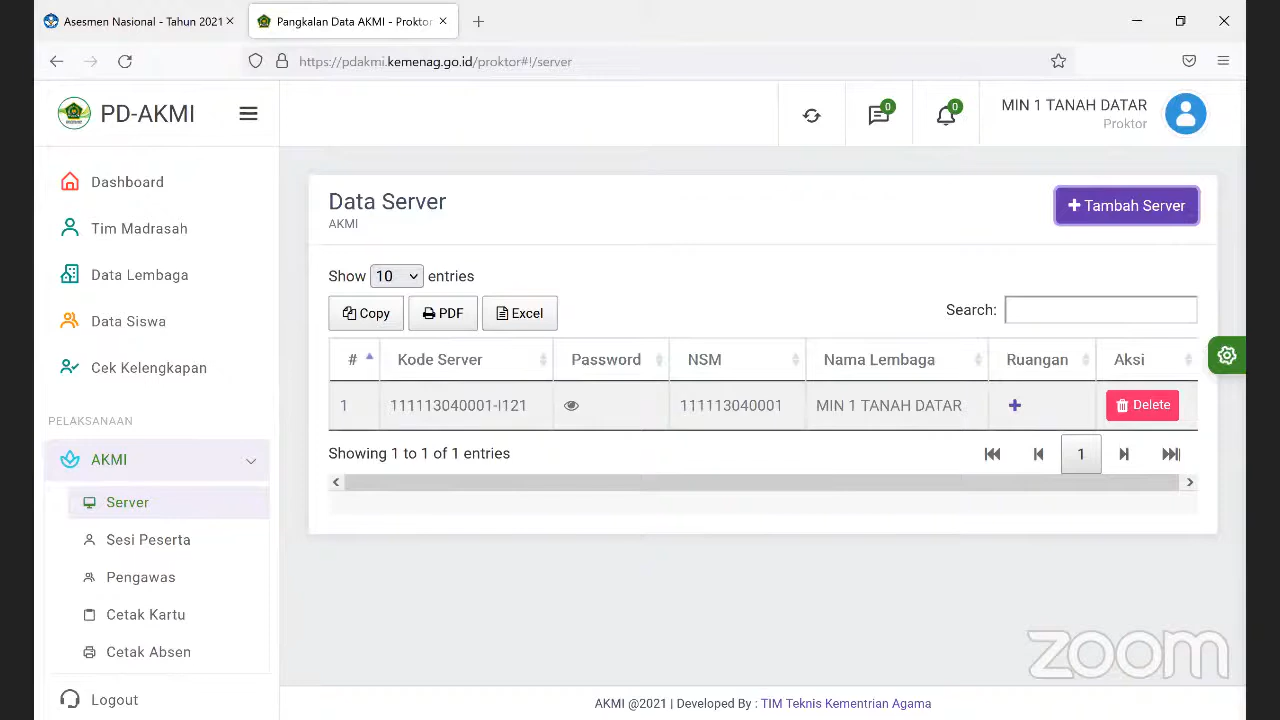 Asesmen Nasional - Tahun 2021
Pangkalan Data AKMI - Proktor
https://pdakmi.kemenag.go.id/proktor#!/server
PD-AKMI
0
0
MIN 1 TANAH DATAR
Proktor
Dashboard
Tim Madrasah
Data Lembaga
Data Siswa
Cek Kelengkapan
PELAKSANAAN
AKMI
Server
Sesi Peserta
Pengawas
Cetak Kartu
Cetak Absen
Logout
Data Server
AKMI
Tambah Server
Show 10 entries
Copy PDF Excel
Search:
# Kode Server Password NSM Nama Lembaga Ruangan Aksi
1 111113040001-I121 111113040001 MIN 1 TANAH DATAR Delete
Showing 1 to 1 of 1 entries
1
zoom
AKMI @2021 | Developed By : TIM Teknis Kementrian Agama